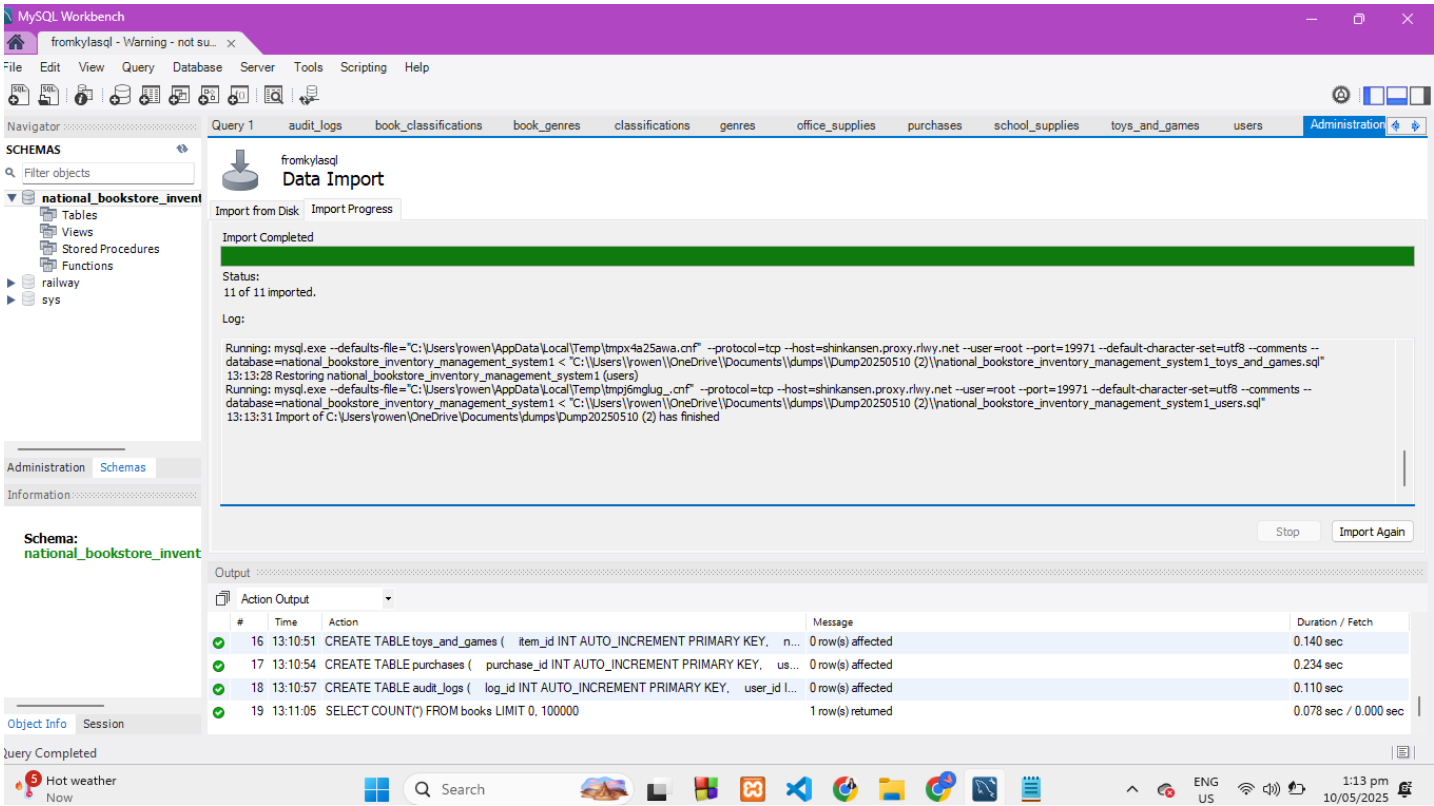 MySQL Workbench
fromkylasql - Warning - not su...
File Edit View Query Database Server Tools Scripting Help
Navigator
Query 1 audit_logs book_classifications book_genres classifications genres office_supplies purchases school_supplies toys_and_games users Administration
SCHEMAS
Filter objects
national_bookstore_invent
Tables
Views
Stored Procedures
Functions
railway
sys
fromkylasql
Data Import
Import from Disk Import Progress
Import Completed
Status:
11 of 11 imported.
Log:
Running: mysql.exe --defaults-file="C:\Users\rowen\AppData\Local\Temp\tmpx4a25awa.cnf" --protocol=tcp --host=shinkansen.proxy.rlwy.net --user=root --port=19971 --default-character-set=utf8 --comments --
database=national_bookstore_inventory_management_system1 < "C:\\Users\\rowen\\OneDrive\\Documents\\dumps\\Dump20250510 (2)\\national_bookstore_inventory_management_system1_toys_and_games.sql"
13:13:28 Restoring national_bookstore_inventory_management_system1 (users)
Running: mysql.exe --defaults-file="C:\Users\rowen\AppData\Local\Temp\tmpj6mglug_.cnf" --protocol=tcp --host=shinkansen.proxy.rlwy.net --user=root --port=19971 --default-character-set=utf8 --comments --
database=national_bookstore_inventory_management_system1 < "C:\\Users\\rowen\\OneDrive\\Documents\\dumps\\Dump20250510 (2)\\national_bookstore_inventory_management_system1_users.sql"
13:13:31 Import of C:\Users\rowen\OneDrive\Documents\dumps\Dump20250510 (2) has finished
Stop Import Again
Administration Schemas
Information
Schema:
national_bookstore_invent
Object Info Session
Output
Action Output
# Time Action Message Duration / Fetch
16 13:10:51 CREATE TABLE toys_and_games ( item_id INT AUTO_INCREMENT PRIMARY KEY, n... 0 row(s) affected 0.140 sec
17 13:10:54 CREATE TABLE purchases ( purchase_id INT AUTO_INCREMENT PRIMARY KEY, us... 0 row(s) affected 0.234 sec
18 13:10:57 CREATE TABLE audit_logs ( log_id INT AUTO_INCREMENT PRIMARY KEY, user_id I... 0 row(s) affected 0.110 sec
19 13:11:05 SELECT COUNT(*) FROM books LIMIT 0, 100000 1 row(s) returned 0.078 sec / 0.000 sec
Query Completed
5
Hot weather
Now
Search
ENG
US
1:13 pm
10/05/2025